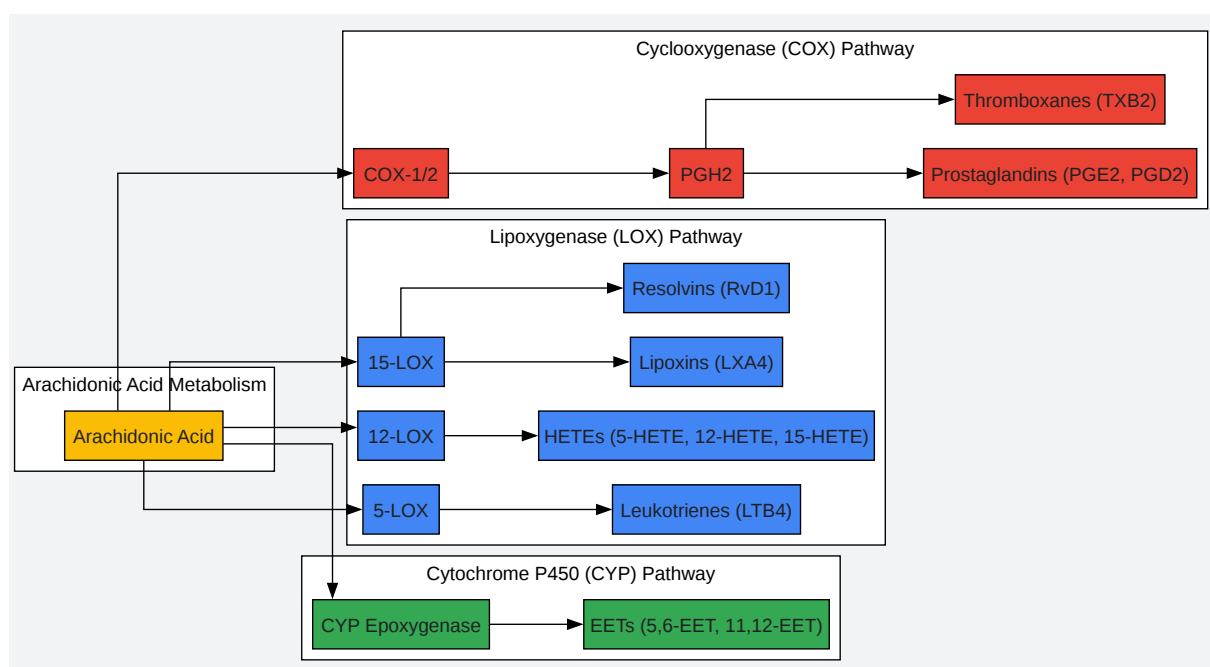 Cyclooxygenase (COX) Pathway
Thromboxanes (TXB2)
COX-1/2
PGH2
Prostaglandins (PGE2, PGD2)
Lipoxygenase (LOX) Pathway
Resolvins (RvD1)
15-LOX
Lipoxins (LXA4)
Arachidonic Acid Metabolism
Arachidonic Acid
12-LOX
HETEs (5-HETE, 12-HETE, 15-HETE)
5-LOX
Leukotrienes (LTB4)
Cytochrome P450 (CYP) Pathway
CYP Epoxygenase
EETs (5,6-EET, 11,12-EET)